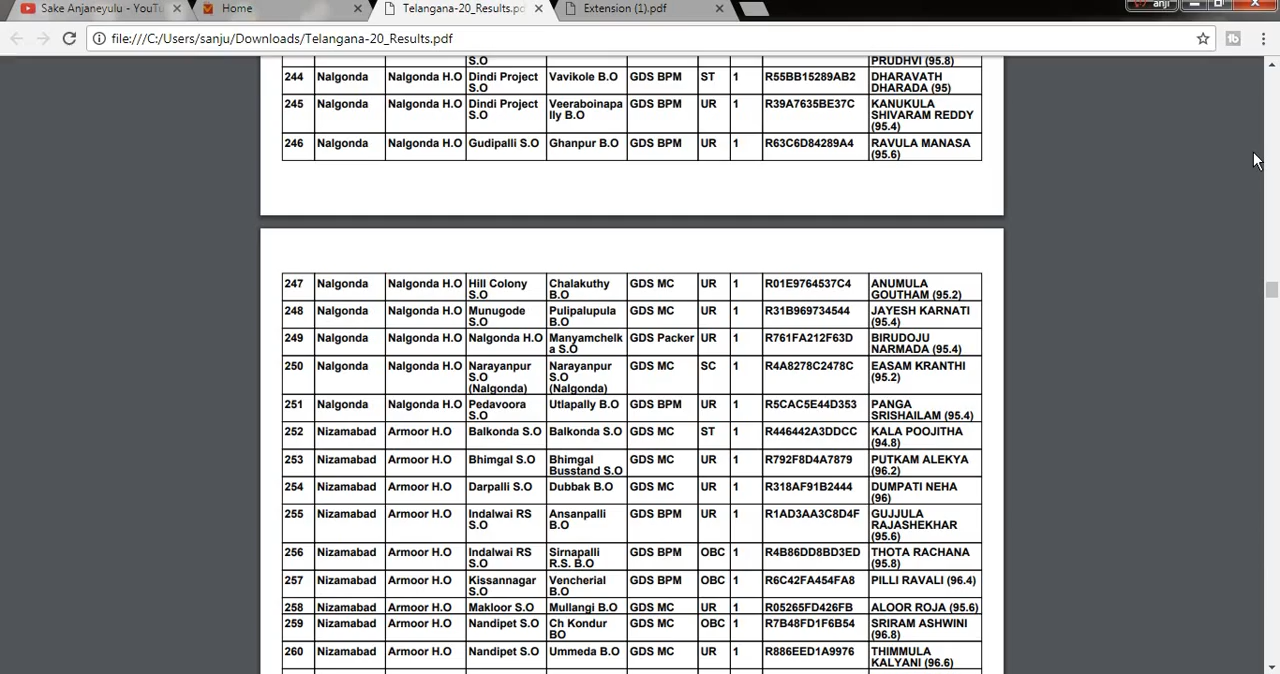 Sake Anjaneyulu - YouTu
Home
Telangana-20_Results.pd
Extension (1).pdf
anji
file:///C:/Users/sanju/Downloads/Telangana-20_Results.pdf
S.O PRUDHVI (95.8)
244 Nalgonda Nalgonda H.O Dindi Project Vavikole B.O GDS BPM ST 1 R55BB15289AB2 DHARAVATH
S.O DHARADA (95)
245 Nalgonda Nalgonda H.O Dindi Project Veeraboinapa GDS BPM UR 1 R39A7635BE37C KANUKULA
S.O lly B.O SHIVARAM REDDY
(95.4)
246 Nalgonda Nalgonda H.O Gudipalli S.O Ghanpur B.O GDS BPM UR 1 R63C6D84289A4 RAVULA MANASA
(95.6)
247 Nalgonda Nalgonda H.O Hill Colony Chalakuthy GDS MC UR 1 R01E9764537C4 ANUMULA
S.O B.O GOUTHAM (95.2)
248 Nalgonda Nalgonda H.O Munugode Pulipalupula GDS MC UR 1 R31B969734544 JAYESH KARNATI
S.O B.O (95.4)
249 Nalgonda Nalgonda H.O Nalgonda H.O Manyamchelk GDS Packer UR 1 R761FA212F63D BIRUDOJU
a S.O NARMADA (95.4)
250 Nalgonda Nalgonda H.O Narayanpur Narayanpur GDS MC SC 1 R4A8278C2478C EASAM KRANTHI
S.O S.O (95.2)
(Nalgonda) (Nalgonda)
251 Nalgonda Nalgonda H.O Pedavoora Utlapally B.O GDS BPM UR 1 R5CAC5E44D353 PANGA
S.O SRISHAILAM (95.4)
252 Nizamabad Armoor H.O Balkonda S.O Balkonda S.O GDS MC ST 1 R446442A3DDCC KALA POOJITHA
(94.8)
253 Nizamabad Armoor H.O Bhimgal S.O Bhimgal GDS MC UR 1 R792F8D4A7879 PUTKAM ALEKYA
Busstand S.O (96.2)
254 Nizamabad Armoor H.O Darpalli S.O Dubbak B.O GDS MC UR 1 R318AF91B2444 DUMPATI NEHA
(96)
255 Nizamabad Armoor H.O Indalwai RS Ansanpalli GDS BPM UR 1 R1AD3AA3C8D4F GUJJULA
S.O B.O RAJASHEKHAR
(95.6)
256 Nizamabad Armoor H.O Indalwai RS Sirnapalli GDS BPM OBC 1 R4B86DD8BD3ED THOTA RACHANA
S.O R.S. B.O (95.8)
257 Nizamabad Armoor H.O Kissannagar Vencherial GDS BPM OBC 1 R6C42FA454FA8 PILLI RAVALI (96.4)
S.O B.O
258 Nizamabad Armoor H.O Makloor S.O Mullangi B.O GDS MC UR 1 R05265FD426FB ALOOR ROJA (95.6)
259 Nizamabad Armoor H.O Nandipet S.O Ch Kondur GDS MC OBC 1 R7B48FD1F6B54 SRIRAM ASHWINI
BO (96.8)
260 Nizamabad Armoor H.O Nandipet S.O Ummeda B.O GDS MC UR 1 R886EED1A9976 THIMMULA
KALYANI (96.6)